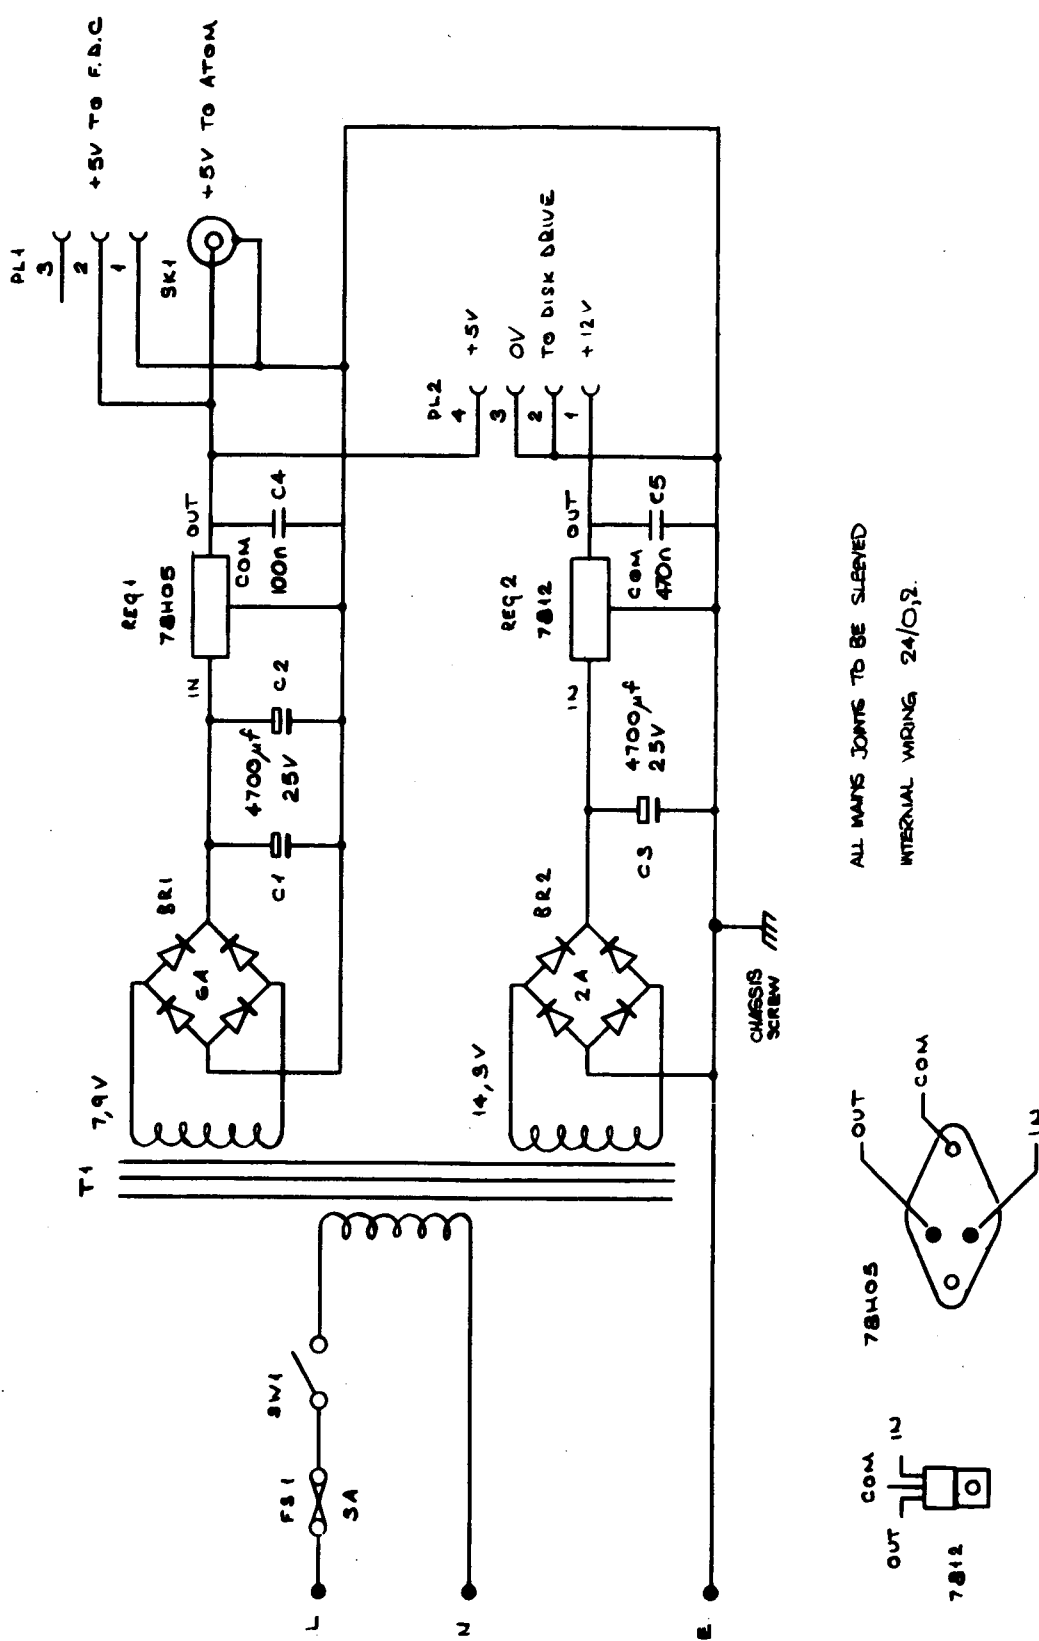 PL1
3
2
1
+5V TO F.D.C
SK1
+5V TO ATOM
T1
7,9V
BR1
6A
C1
4700µf
25V
C2
REG1
78H05
IN
OUT
COM
100n
C4
PL2
4
3
2
1
+5V
0V
TO DISK DRIVE
+12V
L
FS1
3A
SW1
N
14,3V
BR2
2A
C3
4700µf
25V
REG2
7812
IN
OUT
COM
470n
C5
E
CHASSIS
SCREW
OUT
COM
IN
7812
78H05
OUT
COM
IN
ALL MAINS JOINTS TO BE SLEEVED
INTERNAL WIRING 24/0,2.